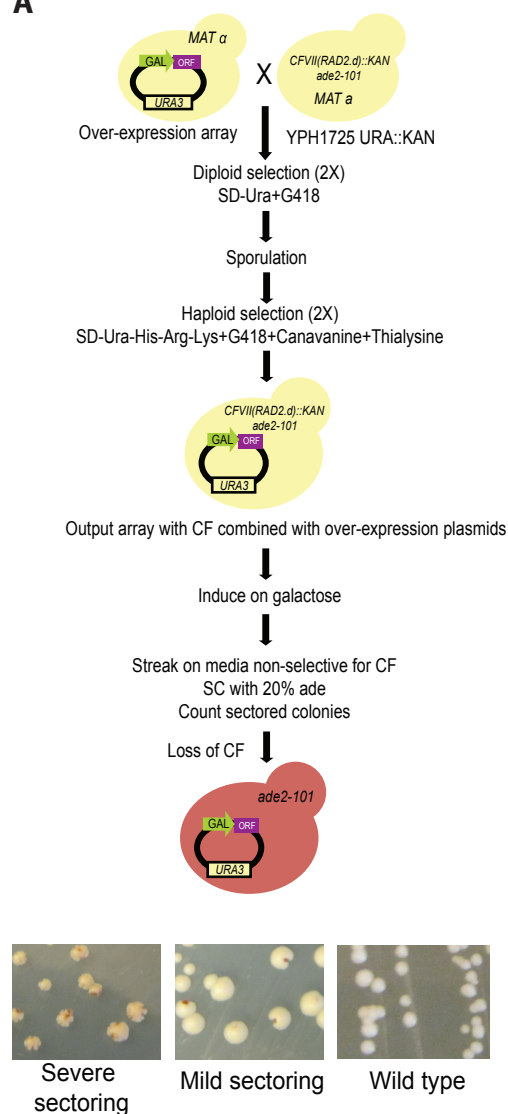 A
MAT α
GAL ORF
URA3
CFVII(RAD2.d)::KAN
ade2-101
MAT a
X
Over-expression array
YPH1725 URA::KAN
Diploid selection (2X)
SD-Ura+G418
Sporulation
Haploid selection (2X)
SD-Ura-His-Arg-Lys+G418+Canavanine+Thialysine
CFVII(RAD2.d)::KAN
ade2-101
GAL ORF
URA3
Output array with CF combined with over-expression plasmids
Induce on galactose
Streak on media non-selective for CF
SC with 20% ade
Count sectored colonies
Loss of CF
ade2-101
GAL ORF
URA3
Severe
sectoring
Mild sectoring
Wild type